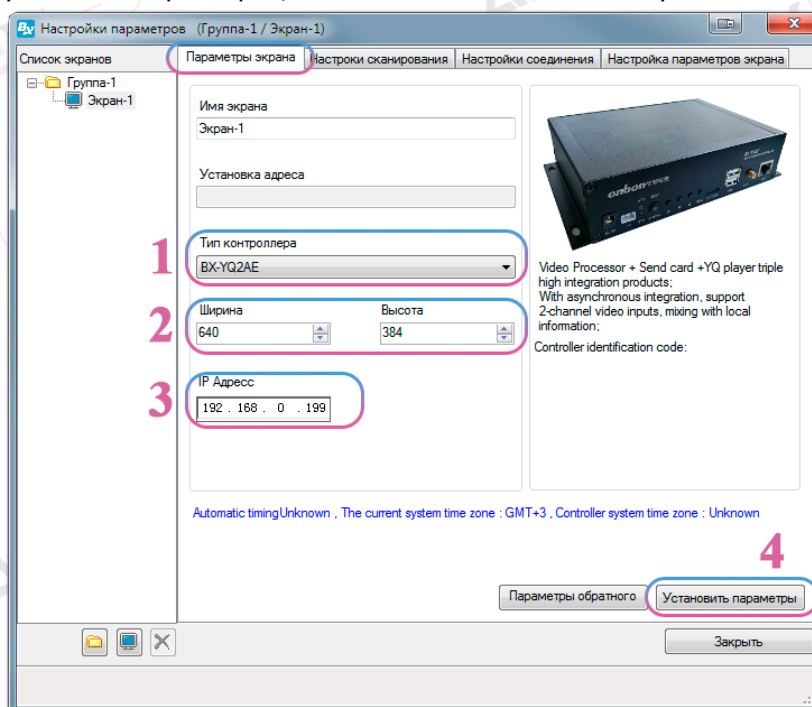 Настройки параметров (Группа-1 / Экран-1)
Список экранов
Параметры экрана
Настроки сканирования
Настройки соединения
Настройка параметров экрана
Группа-1
Экран-1
Имя экрана
Экран-1
Установка адреса
1
Тип контроллера
BX-YQ2AE
2
Ширина
Высота
640
384
3
IP Адресс
192 . 168 . 0 . 199
onbon
Video Processor + Send card +YQ player triple
high integration products;
With asynchronous integration, support
2-channel video inputs, mixing with local
information;
Controller identification code:
Automatic timingUnknown , The current system time zone : GMT+3 , Controller system time zone : Unknown
4
Параметры обратного
Установить параметры
Закрыть